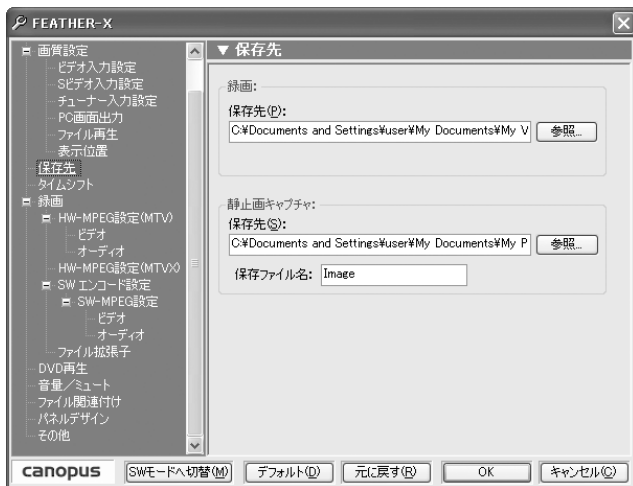 FEATHER-X
画質設定
ビデオ入力設定
Sビデオ入力設定
チューナー入力設定
PC画面出力
ファイル再生
表示位置
保存先
タイムシフト
録画
HW-MPEG設定(MTV)
ビデオ
オーディオ
HW-MPEG設定(MTVX)
SW エンコード設定
SW-MPEG設定
ビデオ
オーディオ
ファイル拡張子
DVD再生
音量／ミュート
ファイル関連付け
パネルデザイン
その他
▼ 保存先
録画:
保存先(P):
C:¥Documents and Settings¥user¥My Documents¥My V 参照...
静止画キャプチャ:
保存先(S):
C:¥Documents and Settings¥user¥My Documents¥My P 参照...
保存ファイル名: Image
canopus SWモードへ切替(M) デフォルト(D) 元に戻す(R) OK キャンセル(C)